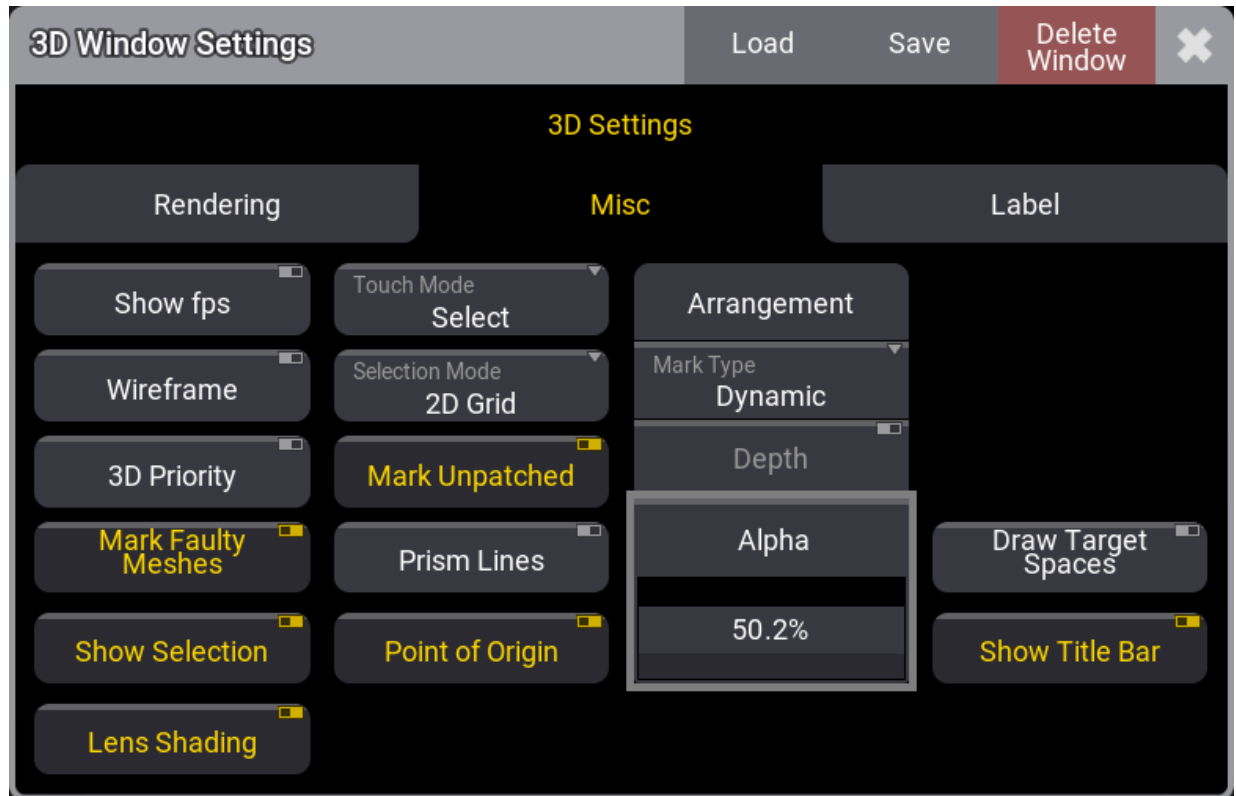 3D Window Settings
Load
Save
Delete
Window
3D Settings
Rendering
Misc
Label
Show fps
Touch Mode
Select
Arrangement
Wireframe
Selection Mode
2D Grid
Mark Type
Dynamic
3D Priority
Mark Unpatched
Depth
Mark Faulty
Meshes
Prism Lines
Alpha
Draw Target
Spaces
Show Selection
Point of Origin
50.2%
Show Title Bar
Lens Shading